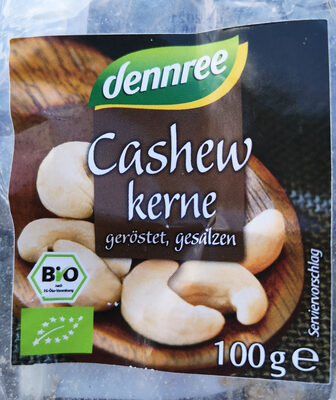 dennree
Cashew
kerne
geröstet, gesalzen
Bio
nach
EG-Öko-Verordnung
Serviervorschlag
100g e